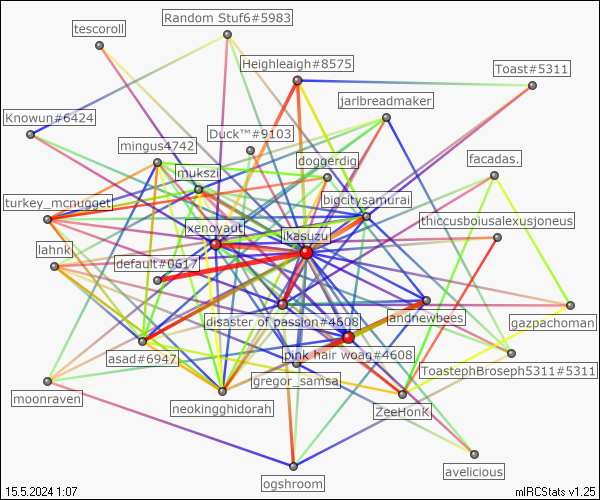 Random Stuf6#5983
tescoroll
Heighleaigh#8575
Toast#5311
jarlbreadmaker
Knowun#6424
Duck™#9103
mingus4742
doggerdig
facadas.
mukszi
bigcitysamurai
turkey_mcnugget
thiccusboiusalexusjoneus
xenoyaut
ikasuzu
lahnk
default#0617
disaster of passion#4608
andnewbees
gazpachoman
asad#6947
pink hair woag#4608
ToastephBroseph5311#5311
gregor_samsa
moonraven
neokingghidorah
ZeeHonK
avelicious
ogshroom
15.5.2024 1:07
mIRCStats v1.25